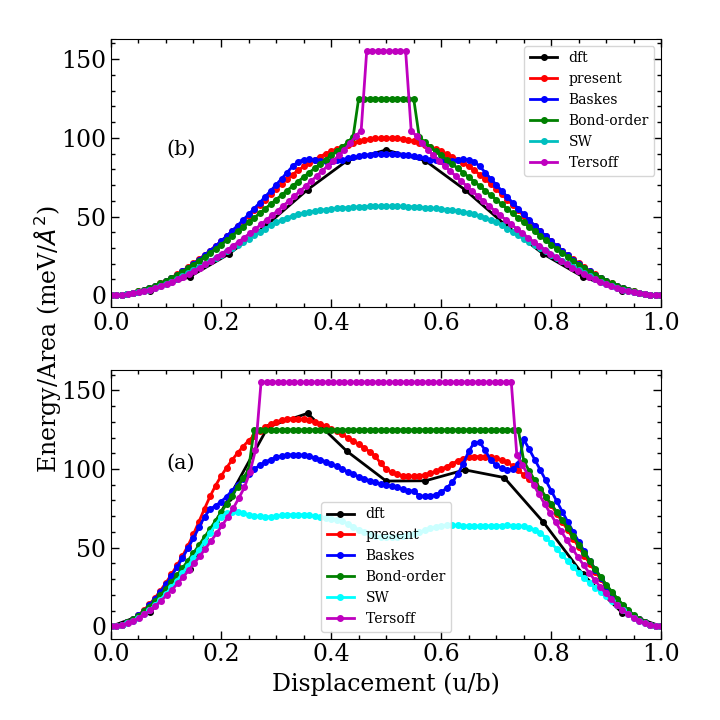 150
100
50
0
(b)
dft
present
Baskes
Bond-order
SW
Tersoff
0.0 0.2 0.4 0.6 0.8 1.0
Energy/Area (meV/Å²)
150
100
50
0
(a)
dft
present
Baskes
Bond-order
SW
Tersoff
0.0 0.2 0.4 0.6 0.8 1.0
Displacement (u/b)